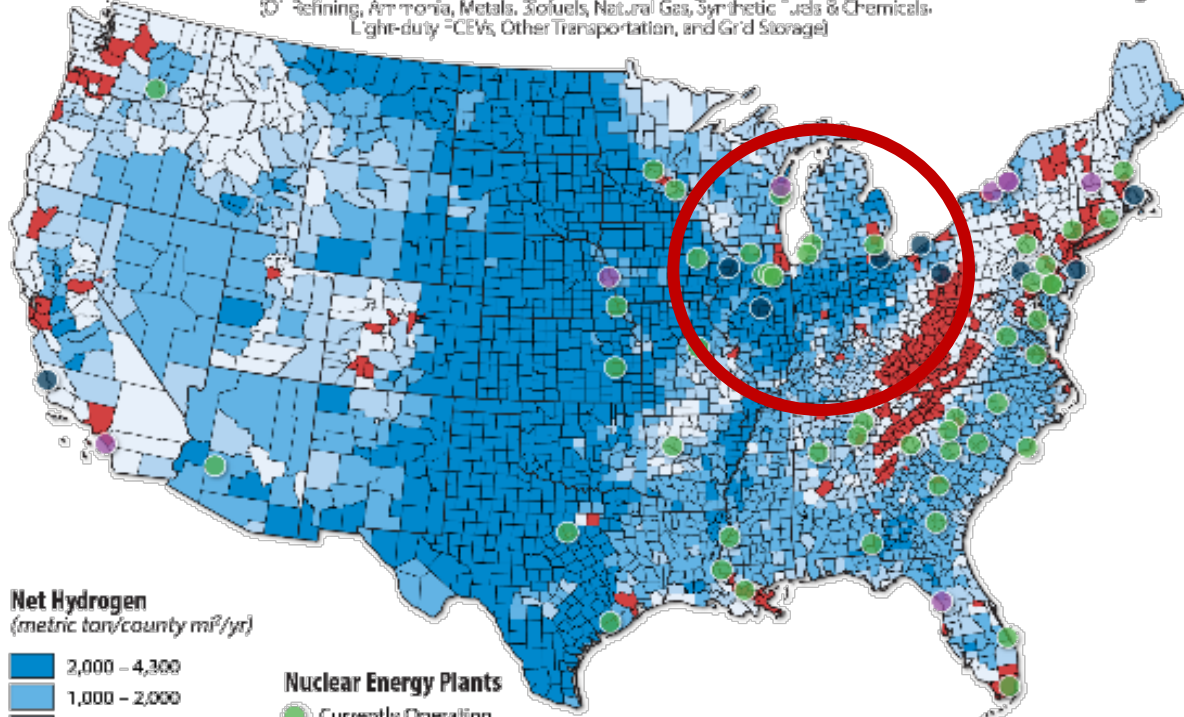 (Oil Refining, Ammonia, Metals, Biofuels, Natural Gas, Synthetic Fuels & Chemicals,
Light-duty FCEVs, Other Transportation, and Grid Storage)
Net Hydrogen
(metric ton/county mi²/yr)
2,000 – 4,300
1,000 – 2,000
Nuclear Energy Plants
Currently Operating